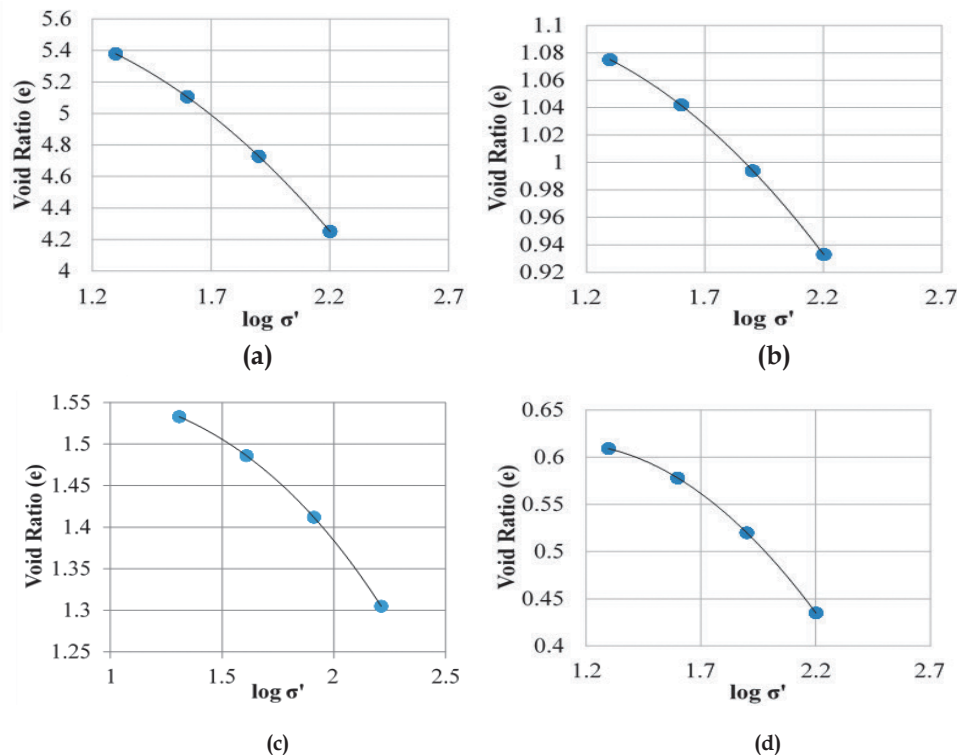 5.6
5.4
5.2
5
4.8
4.6
4.4
4.2
4
Void Ratio (e)
1.2 1.7 2.2 2.7
log σ'
(a)
1.1
1.08
1.06
1.04
1.02
1
0.98
0.96
0.94
0.92
Void Ratio (e)
1.2 1.7 2.2 2.7
log σ'
(b)
1.55
1.5
1.45
1.4
1.35
1.3
1.25
Void Ratio (e)
1 1.5 2 2.5
log σ'
(c)
0.65
0.6
0.55
0.5
0.45
0.4
Void Ratio (e)
1.2 1.7 2.2 2.7
log σ'
(d)